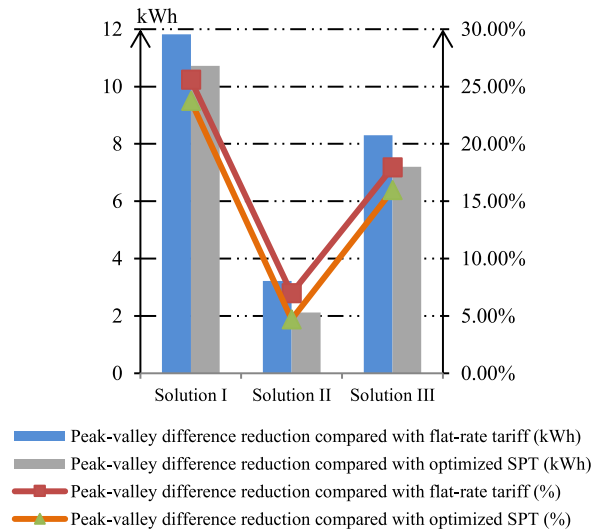 kWh
12
10
8
6
4
2
0
30.00%
25.00%
20.00%
15.00%
10.00%
5.00%
0.00%
Solution I
Solution II
Solution III
Peak-valley difference reduction compared with flat-rate tariff (kWh)
Peak-valley difference reduction compared with optimized SPT (kWh)
Peak-valley difference reduction compared with flat-rate tariff (%)
Peak-valley difference reduction compared with optimized SPT (%)